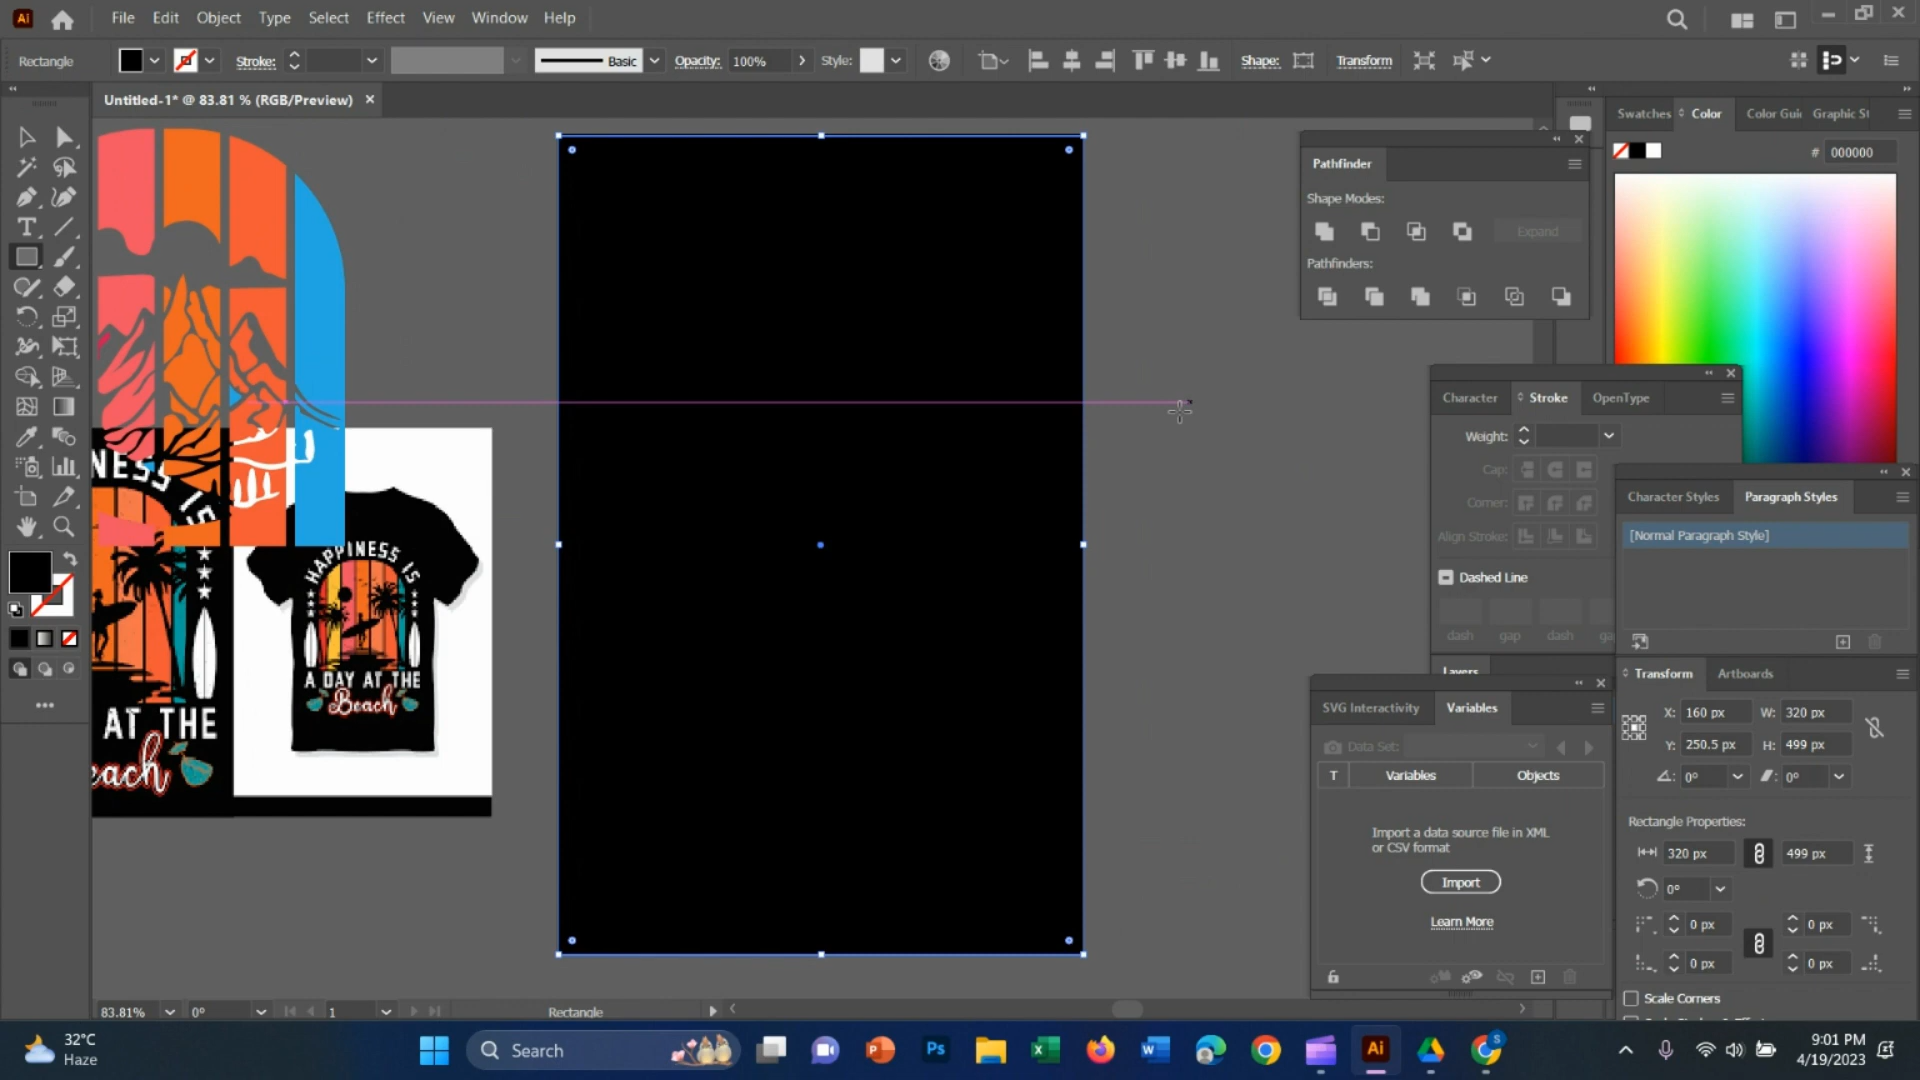 Ai File Edit Object Type Select Effect View Window Help
Rectangle Stroke: Basic Opacity: 100% Style: Shape: Transform
Untitled-1* @ 83.81 % (RGB/Preview)
Swatches Color Color Guid Graphic St
# 000000
Pathfinder
Shape Modes:
Expand
Pathfinders:
Character Stroke OpenType
Weight:
Cap:
Corner:
Align Stroke:
Dashed Line
dash gap dash ga
Layers
Character Styles Paragraph Styles
[Normal Paragraph Style]
Transform Artboards
X: 160 px W: 320 px
Y: 250.5 px H: 499 px
0° 0°
Rectangle Properties:
320 px 499 px
0°
0 px 0 px
0 px 0 px
Scale Corners
SVG Interactivity Variables
Data Set:
T Variables Objects
Import a data source file in XML
or CSV format
Import
Learn More
NESS IS
AT THE
each
HAPPINESS IS
A DAY AT THE
Beach
83.81% 0° 1 Rectangle
32°C
Haze
Search
Ps
Ai
S
9:01 PM
4/19/2023